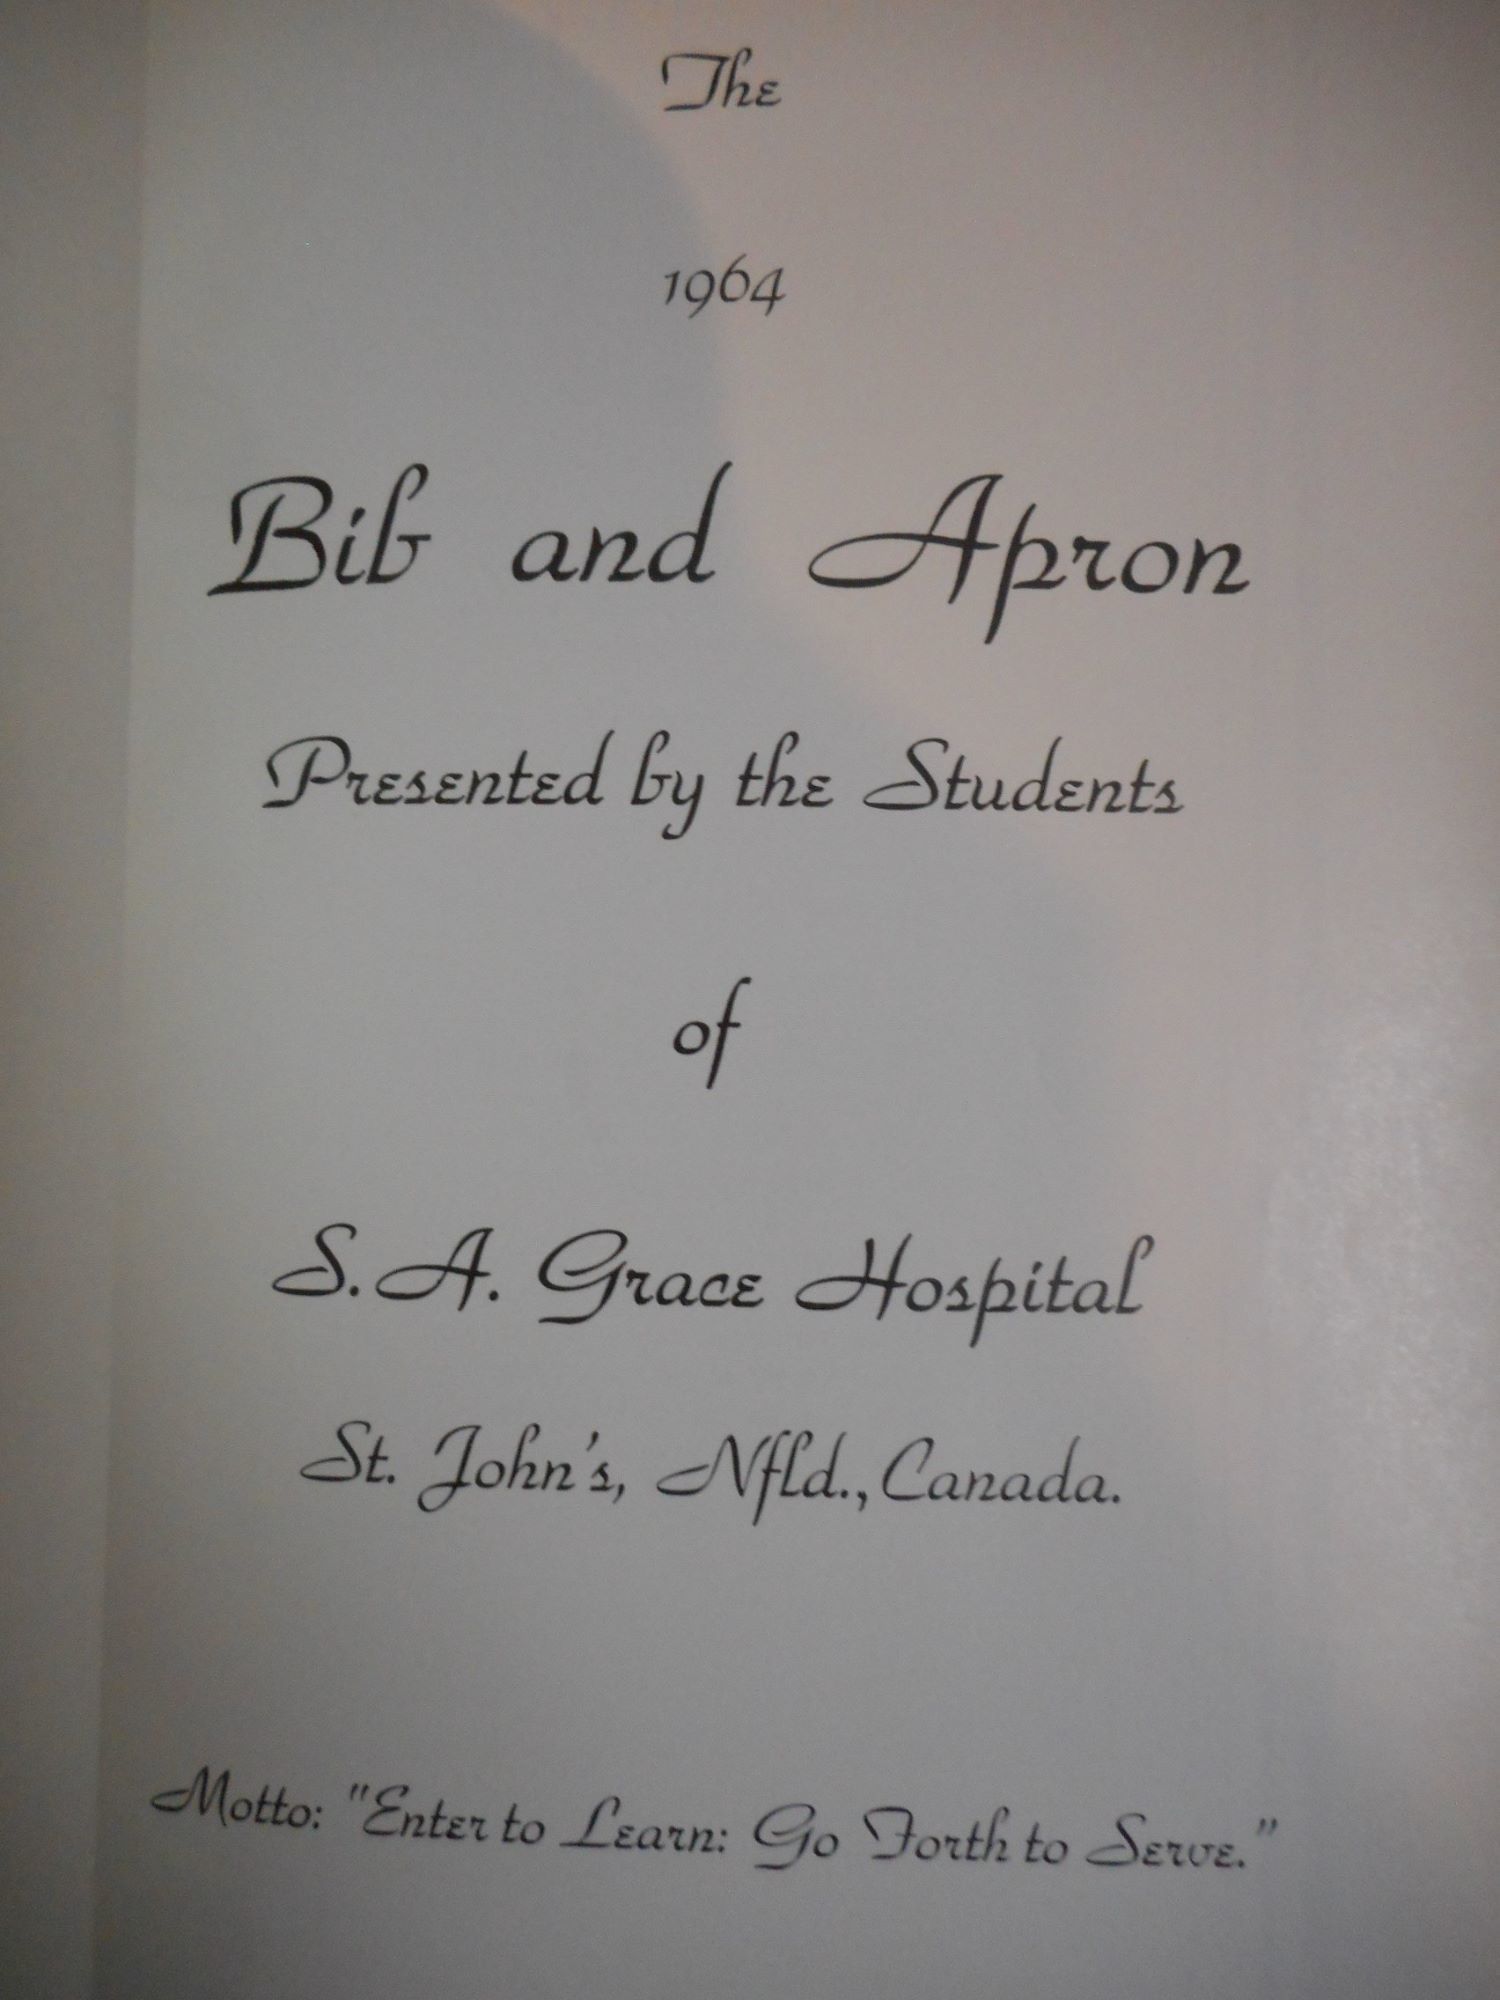 The
1964
Bib and Apron
Presented by the Students
of
S. A. Grace Hospital
St. John's, Nfld., Canada.
Motto: "Enter to Learn: Go Forth to Serve."